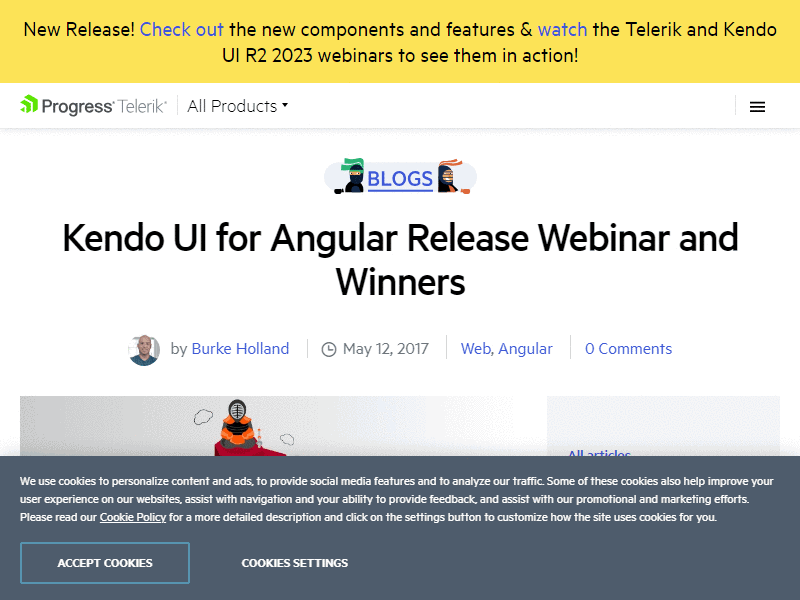 New Release! Check out the new components and features & watch the Telerik and Kendo
UI R2 2023 webinars to see them in action!
Progress Telerik
All Products
BLOGS
Kendo UI for Angular Release Webinar and
Winners
by Burke Holland
May 12, 2017
Web, Angular
0 Comments
All articles
We use cookies to personalize content and ads, to provide social media features and to analyze our traffic. Some of these cookies also help improve your
user experience on our websites, assist with navigation and your ability to provide feedback, and assist with our promotional and marketing efforts.
Please read our Cookie Policy for a more detailed description and click on the settings button to customize how the site uses cookies for you.
ACCEPT COOKIES
COOKIES SETTINGS